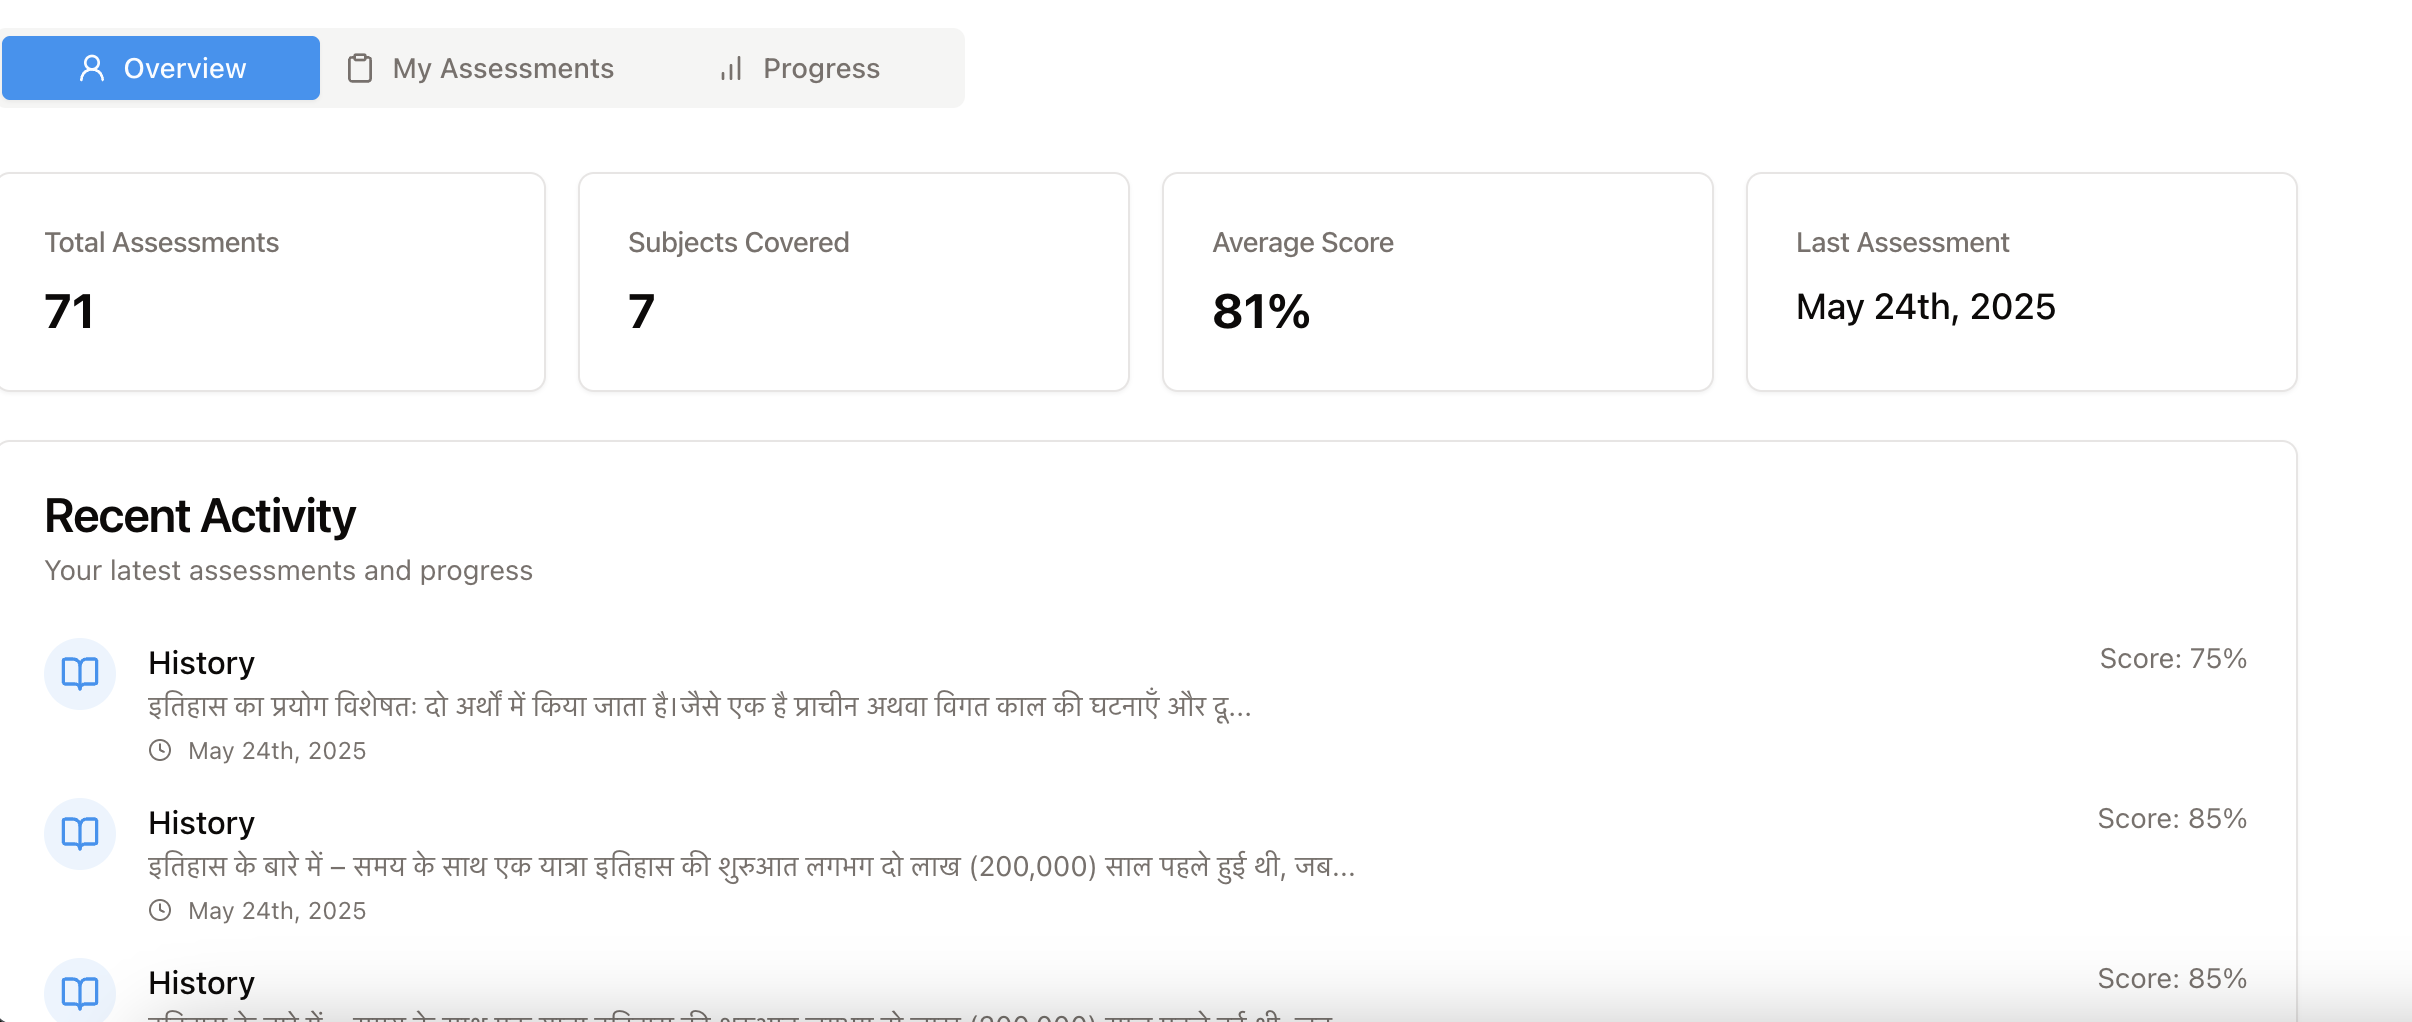 Overview
My Assessments
Progress
Total Assessments
71
Subjects Covered
7
Average Score
81%
Last Assessment
May 24th, 2025
Recent Activity
Your latest assessments and progress
History
Score: 75%
इतिहास का प्रयोग विशेषतः दो अर्थों में किया जाता है।जैसे एक है प्राचीन अथवा विगत काल की घटनाएँ और दू...
May 24th, 2025
History
Score: 85%
इतिहास के बारे में – समय के साथ एक यात्रा इतिहास की शुरुआत लगभग दो लाख (200,000) साल पहले हुई थी, जब...
May 24th, 2025
History
Score: 85%